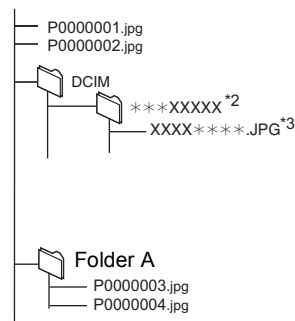 P0000001.jpg
P0000002.jpg
DCIM
✳✳✳XXXXX*2
XXXX✳✳✳✳.JPG*3
Folder A
P0000003.jpg
P0000004.jpg